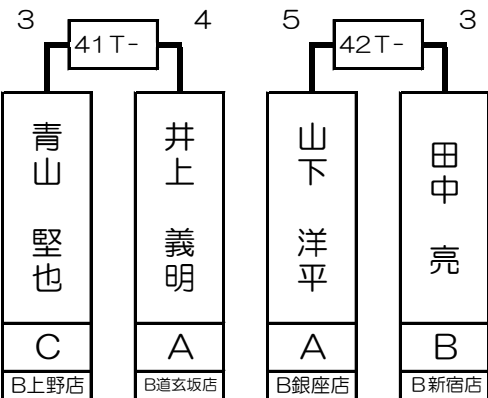 3 4 5 3
41T- 42T-
青山 堅也
井上 義明
山下 洋平
田中 亮
C A A B
B上野店 B道玄坂店 B銀座店 B新宿店